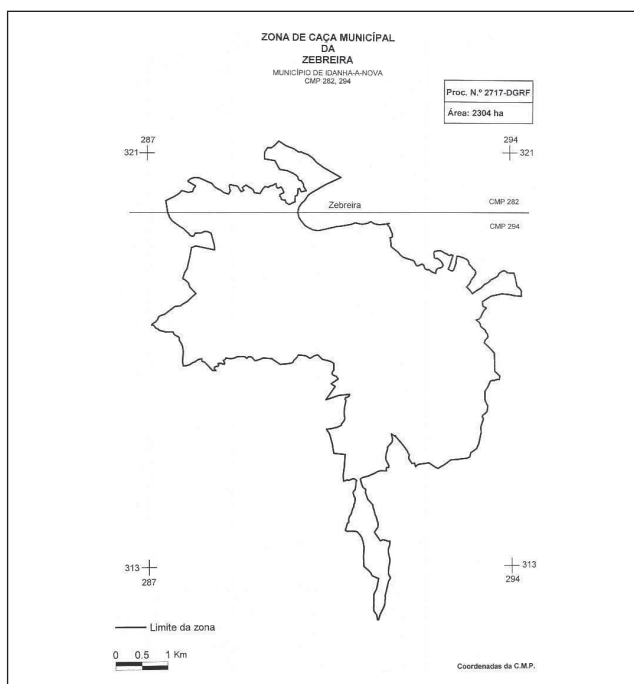 ZONA DE CAÇA MUNICÍPAL
DA
ZEBREIRA
MUNICÍPIO DE IDANHA-A-NOVA
CMP 282, 294
Proc. N.º 2717-DGRF
Área: 2304 ha
287
321
294
321
Zebreira
CMP 282
CMP 294
313
287
313
294
Limite da zona
0 0.5 1 Km
Coordenadas da C.M.P.